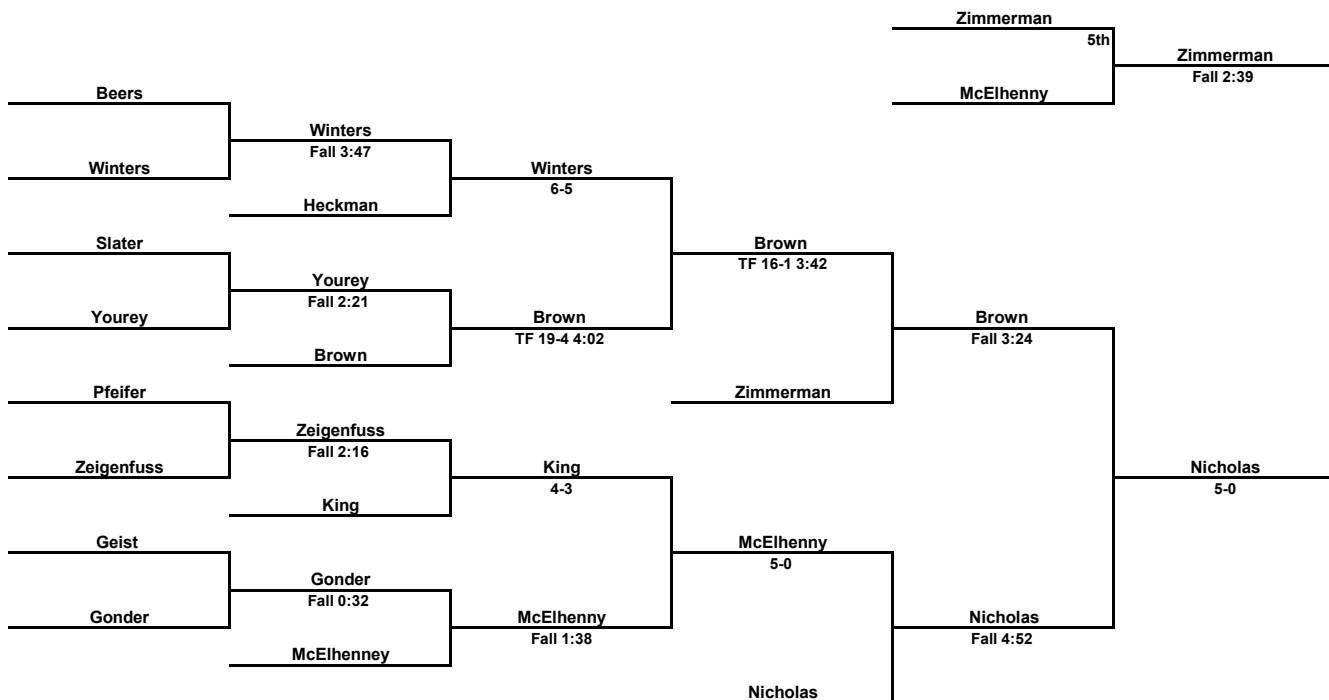 Zimmerman
5th
Zimmerman
Fall 2:39
McElhenny
Beers
Winters
Fall 3:47
Winters
Winters
6-5
Heckman
Slater
Brown
TF 16-1 3:42
Yourey
Fall 2:21
Yourey
Brown
TF 19-4 4:02
Brown
Fall 3:24
Brown
Pfeifer
Zimmerman
Zeigenfuss
Fall 2:16
Zeigenfuss
King
4-3
Nicholas
5-0
King
Geist
McElhenny
5-0
Gonder
Fall 0:32
Gonder
McElhenny
Fall 1:38
Nicholas
Fall 4:52
McElhenney
Nicholas